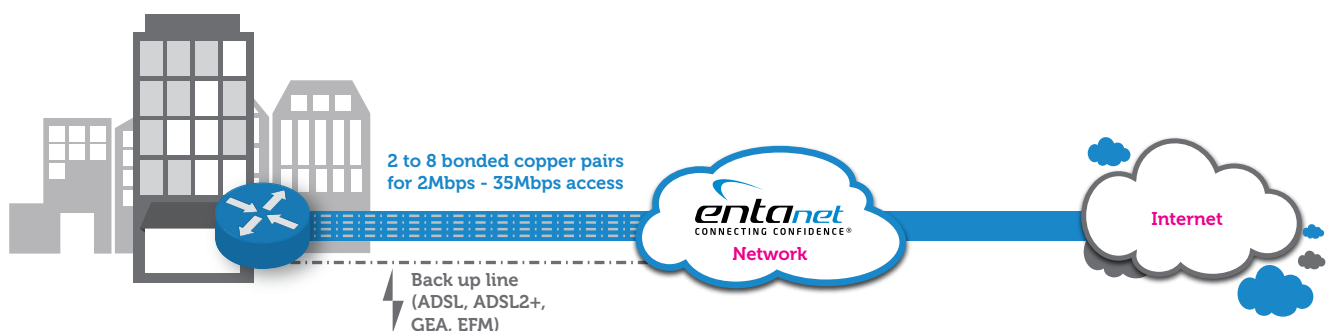 2 to 8 bonded copper pairs
for 2Mbps - 35Mbps access
entanet
CONNECTING CONFIDENCE®
Network
Internet
Back up line
(ADSL, ADSL2+,
GEA, EFM)